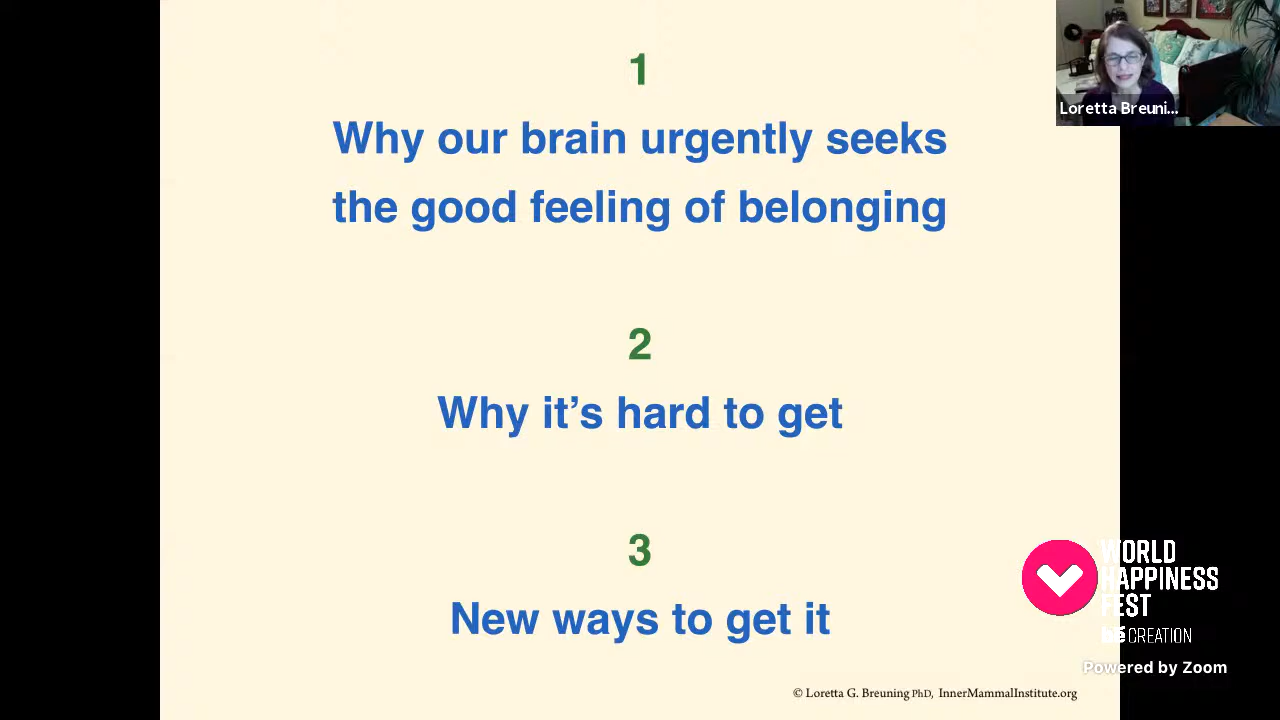 1
Why our brain urgently seeks
the good feeling of belonging
2
Why it's hard to get
3
New ways to get it
© Loretta G. Breuning PhD, InnerMammalInstitute.org
Loretta Breuni...
WORLD
HAPPINESS
FEST
bē CREATION
Powered by Zoom